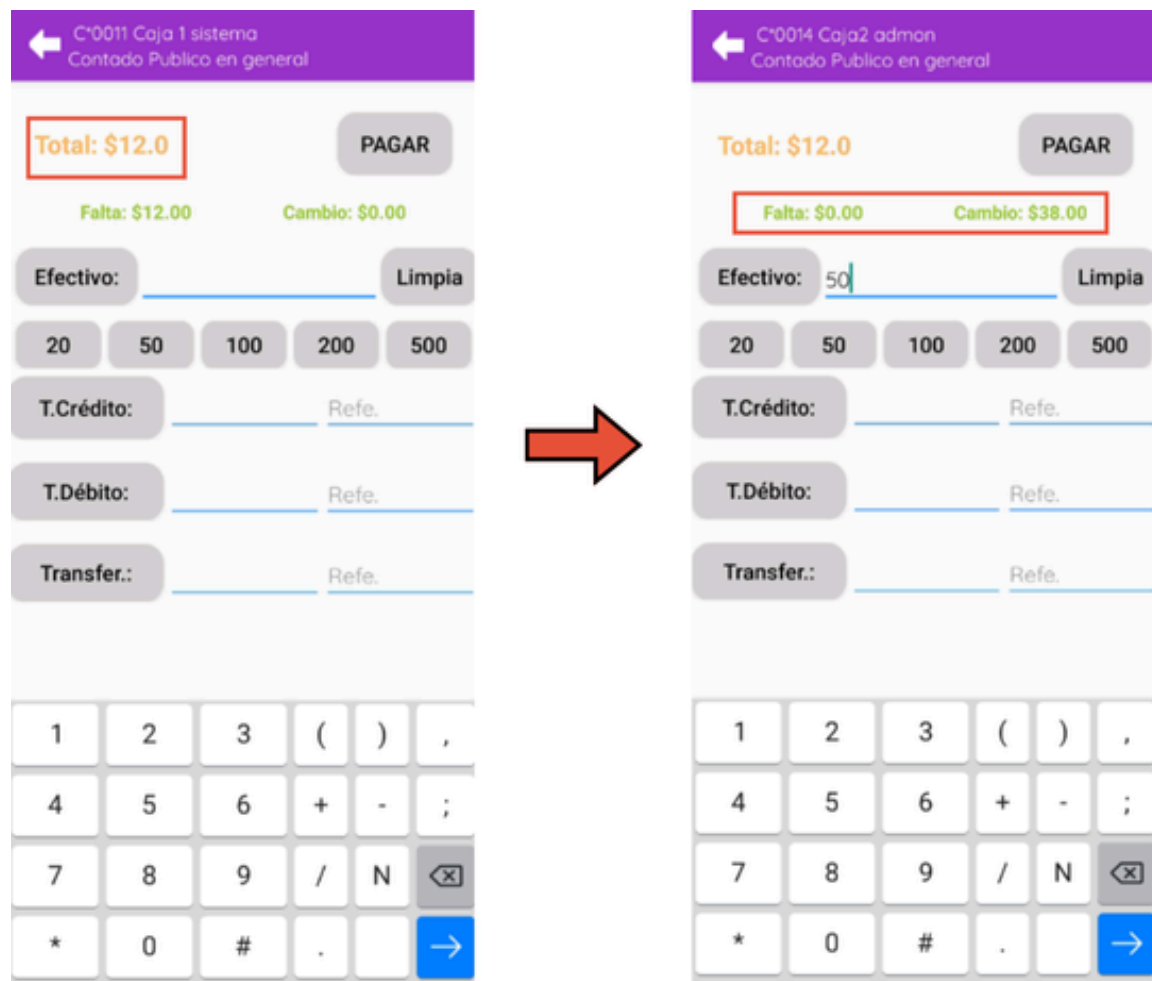 C*0011 Caja 1 sistema
Contado Publico en general
Total: $12.0 PAGAR
Falta: $12.00 Cambio: $0.00
Efectivo: Limpia
20 50 100 200 500
T.Crédito: Refe.
T.Débito: Refe.
Transfer.: Refe.
1 2 3 ( ) ,
4 5 6 + - ;
7 8 9 / N
* 0 # .
C*0014 Caja2 admon
Contado Publico en general
Total: $12.0 PAGAR
Falta: $0.00 Cambio: $38.00
Efectivo: 50 Limpia
20 50 100 200 500
T.Crédito: Refe.
T.Débito: Refe.
Transfer.: Refe.
1 2 3 ( ) ,
4 5 6 + - ;
7 8 9 / N
* 0 # .